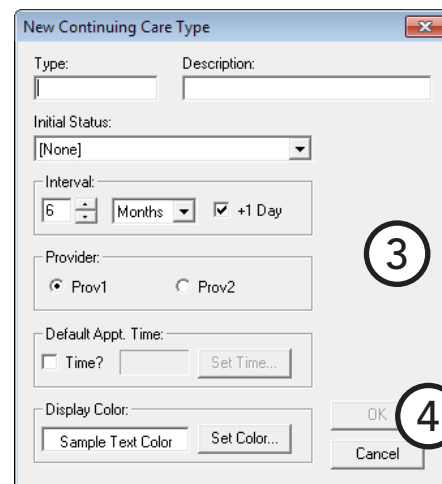 New Continuing Care Type
Type: Description:
Initial Status:
[None]
Interval:
6 Months +1 Day
3
Provider:
Prov1 Prov2
Default Appt. Time:
Time? Set Time...
Display Color:
Sample Text Color Set Color...
OK 4
Cancel